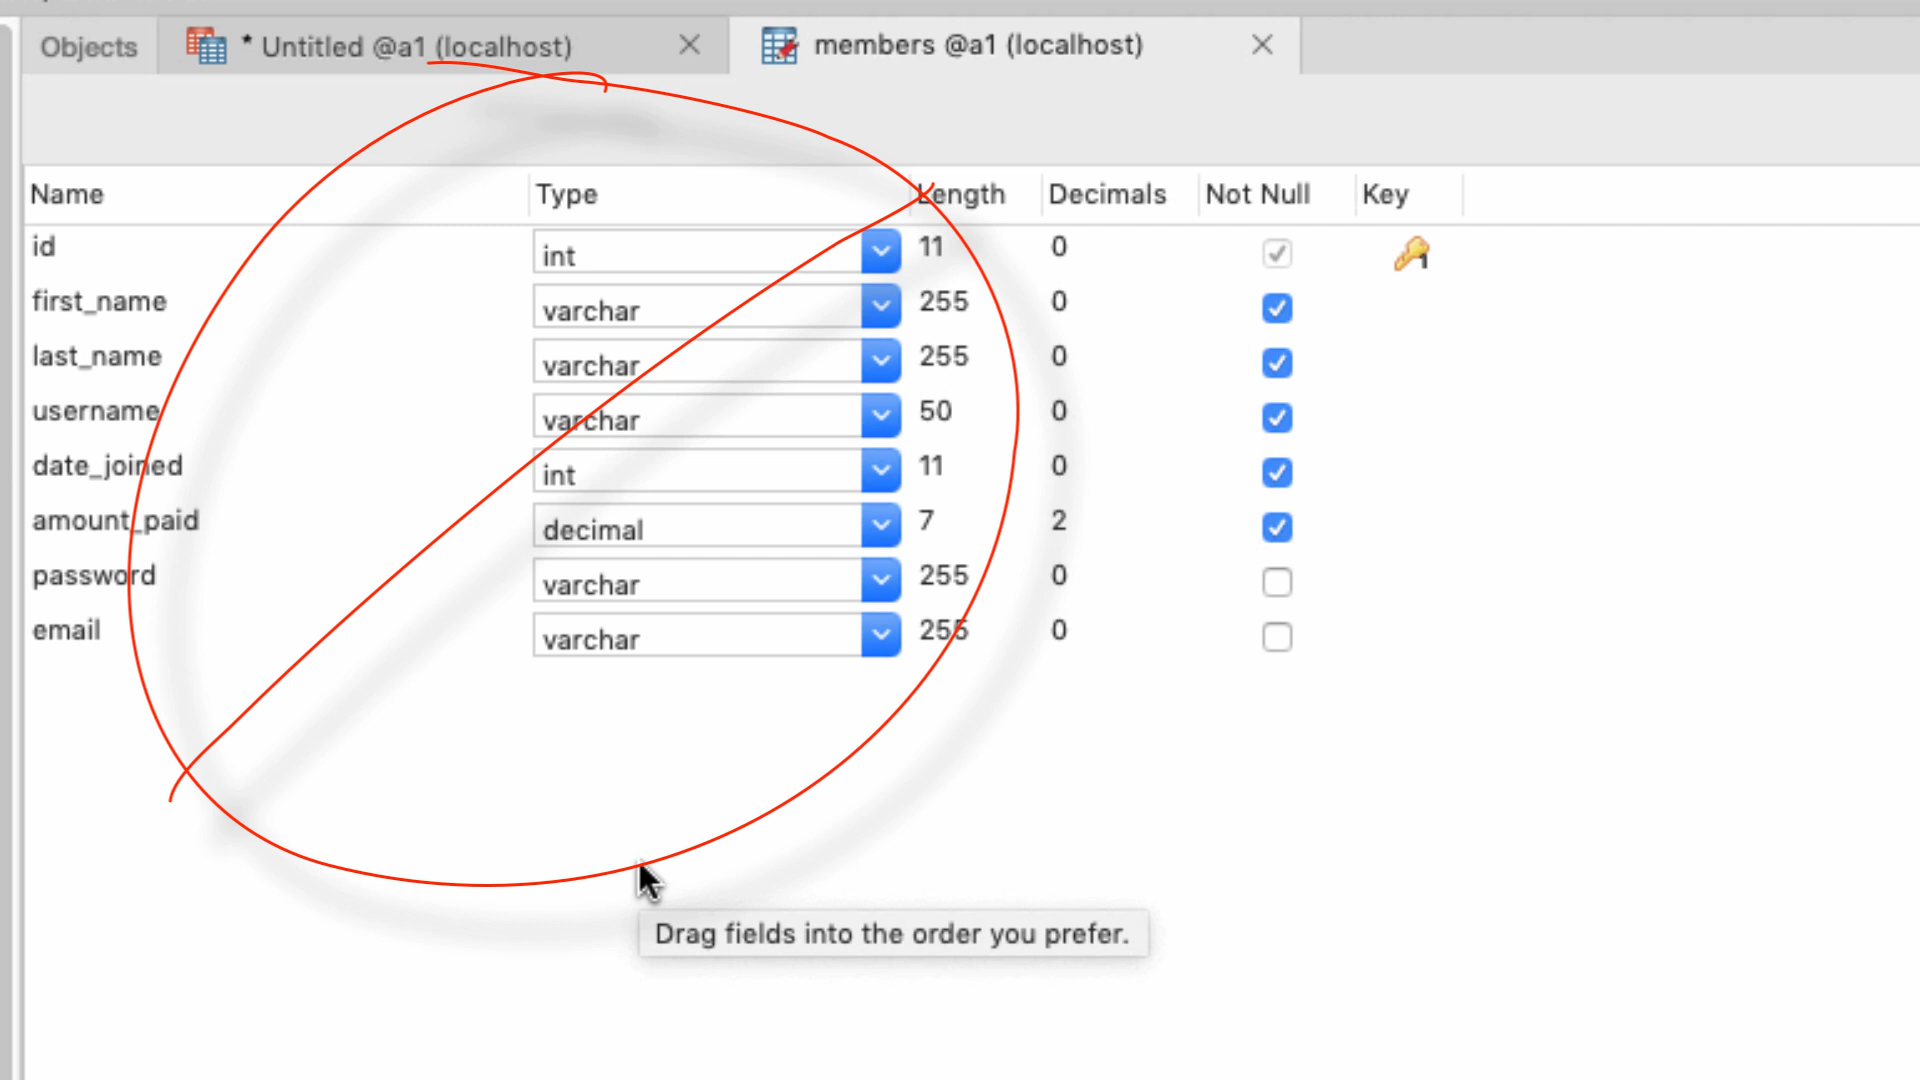 Objects * Untitled @a1 (localhost) members @a1 (localhost)
Name Type Length Decimals Not Null Key
id int 11 0 1
first_name varchar 255 0
last_name varchar 255 0
username varchar 50 0
date_joined int 11 0
amount_paid decimal 7 2
password varchar 255 0
email varchar 255 0
Drag fields into the order you prefer.